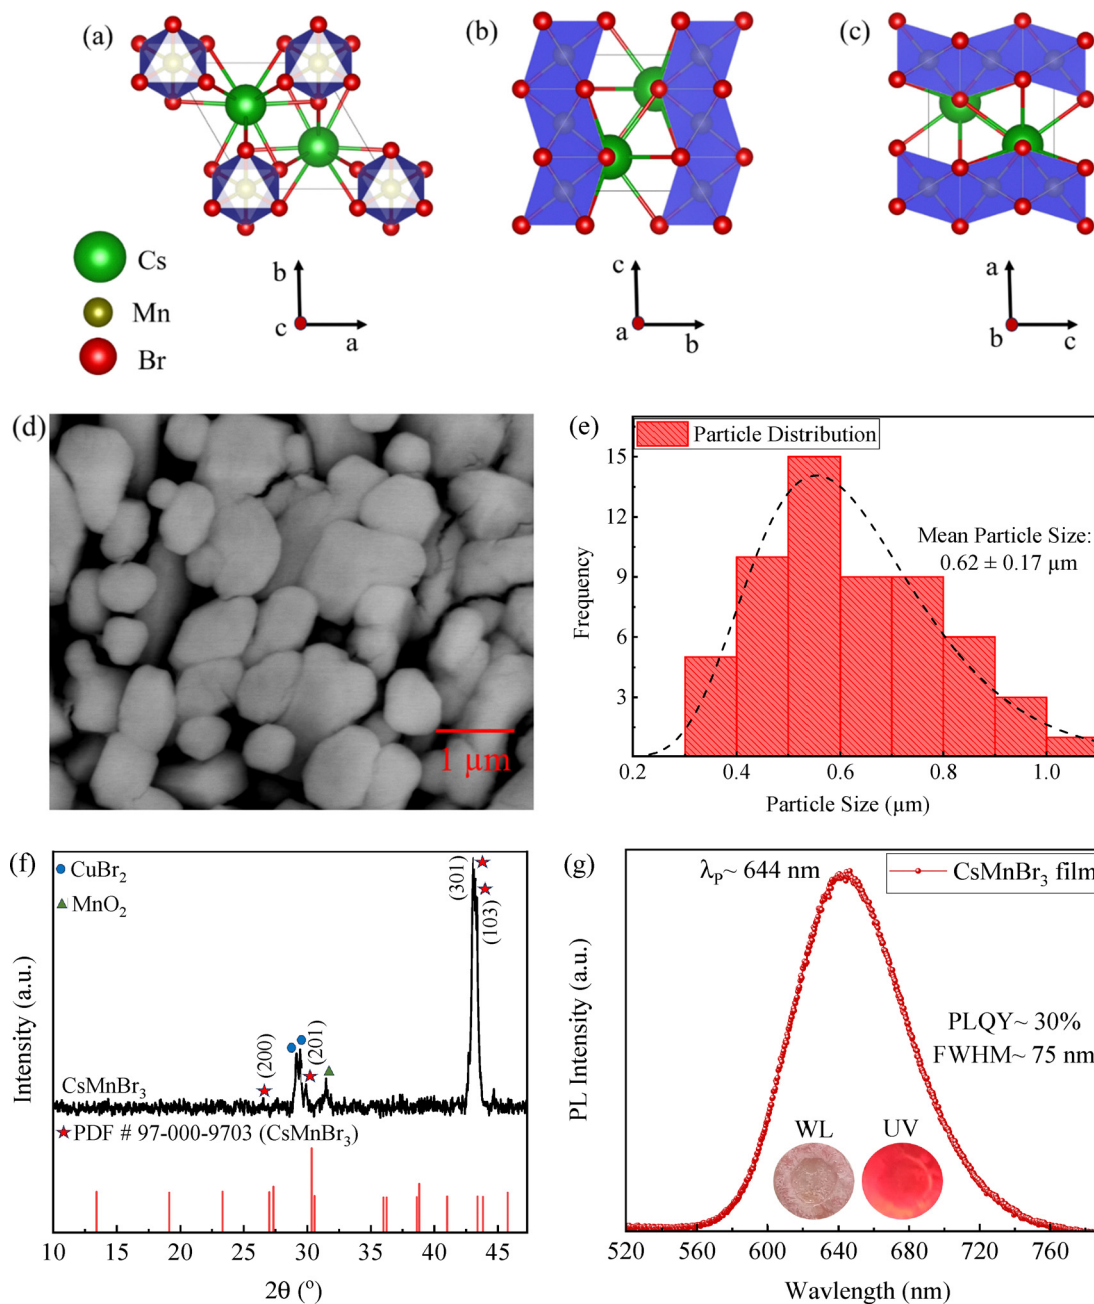 (a)
(b)
(c)
Cs
Mn
Br
b
c
a
c
a
b
a
b
c
(d)
1 µm
(e)
Particle Distribution
Mean Particle Size:
0.62 ± 0.17 µm
Frequency
15
12
9
6
3
0.2 0.4 0.6 0.8 1.0
Particle Size (µm)
(f)
CuBr₂
MnO₂
(301)
(103)
(200)
(201)
CsMnBr₃
PDF # 97-000-9703 (CsMnBr₃)
Intensity (a.u.)
10 15 20 25 30 35 40 45
2θ (°)
(g)
λP~ 644 nm
CsMnBr₃ film
PLQY~ 30%
FWHM~ 75 nm
WL UV
PL Intensity (a.u.)
520 560 600 640 680 720 760
Wavlength (nm)